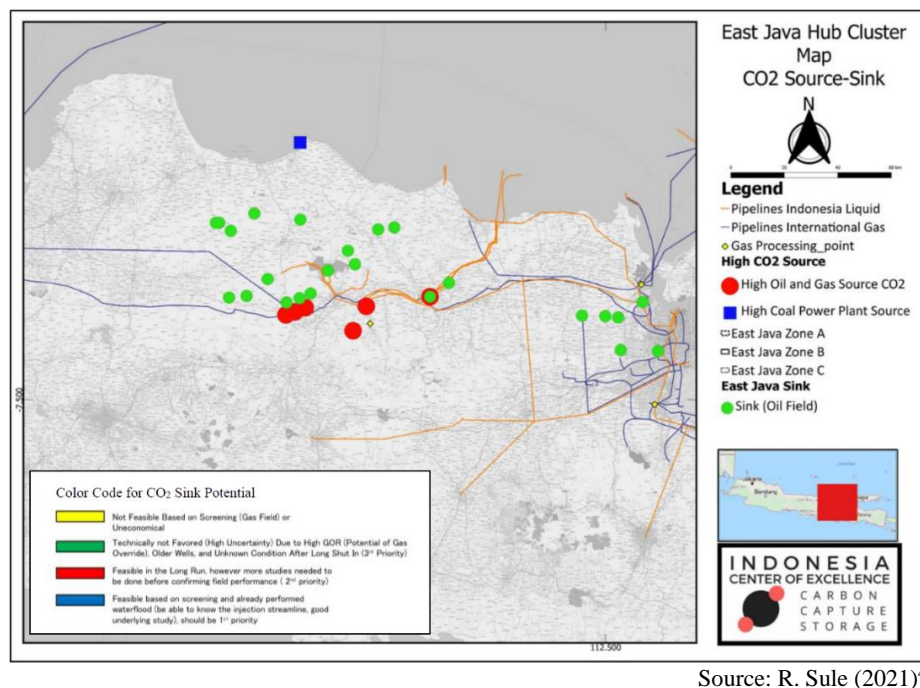 East Java Hub Cluster
Map
CO2 Source-Sink
N
Legend
Pipelines Indonesia Liquid
Pipelines International Gas
Gas Processing_point
High CO2 Source
High Oil and Gas Source CO2
High Coal Power Plant Source
East Java Zone A
East Java Zone B
East Java Zone C
East Java Sink
Sink (Oil Field)
-7.500
112.500
Color Code for CO₂ Sink Potential
Not Feasible Based on Screening (Gas Field) or
Uneconomical
Technically not Favored (High Uncertainty) Due to High GOR (Potential of Gas
Override), Older Wells, and Unknown Condition After Long Shut In (3rd Priority)
Feasible in the Long Run, however more studies needed to
be done before confirming field performance ( 2nd priority)
Feasible based on screening and already performed
waterflood (be able to know the injection streamline, good
underlying study), should be 1st priority
Jakarta
Bandung
INDONESIA
CENTER OF EXCELLENCE
CARBON
CAPTURE
STORAGE
Source: R. Sule (2021)